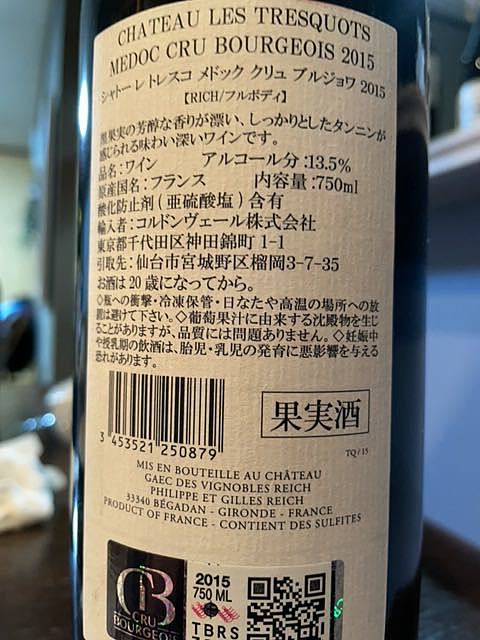 CHATEAU LES TRESQUOTS
MEDOC CRU BOURGEOIS 2015
シャトー レ トレスコ メドック クリュ ブルジョワ 2015
【RICH/フルボディ】
黒果実の芳醇な香りが漂い、しっかりとしたタンニンが
感じられる味わい深いワインです。
品名:ワイン アルコール分:13.5%
原産国名:フランス 内容量:750ml
酸化防止剤(亜硫酸塩)含有
輸入者:コルドンヴェール株式会社
東京都千代田区神田錦町1-1
引取先:仙台市宮城野区榴岡3-7-35
お酒は20歳になってから。
◇瓶への衝撃・冷凍保管・日なたや高温の場所への放
親は避けて下さい。◇葡萄果汁に由来する沈殿物を生じ
ることがありますが、品質には問題ありません。◇妊娠中
や授乳期の飲酒は、胎児・乳児の発育に悪影響を与える
恐れがあります。
果実酒
3 453521 250879
TQ/15
MIS EN BOUTEILLE AU CHÂTEAU
GAEC DES VIGNOBLES REICH
PHILIPPE ET GILLES REICH
33340 BÉGADAN - GIRONDE - FRANCE
PRODUCT OF FRANCE - CONTIENT DES SULFITES
CB
CRU
BOURGEOIS
2015
750 ML
TBRS